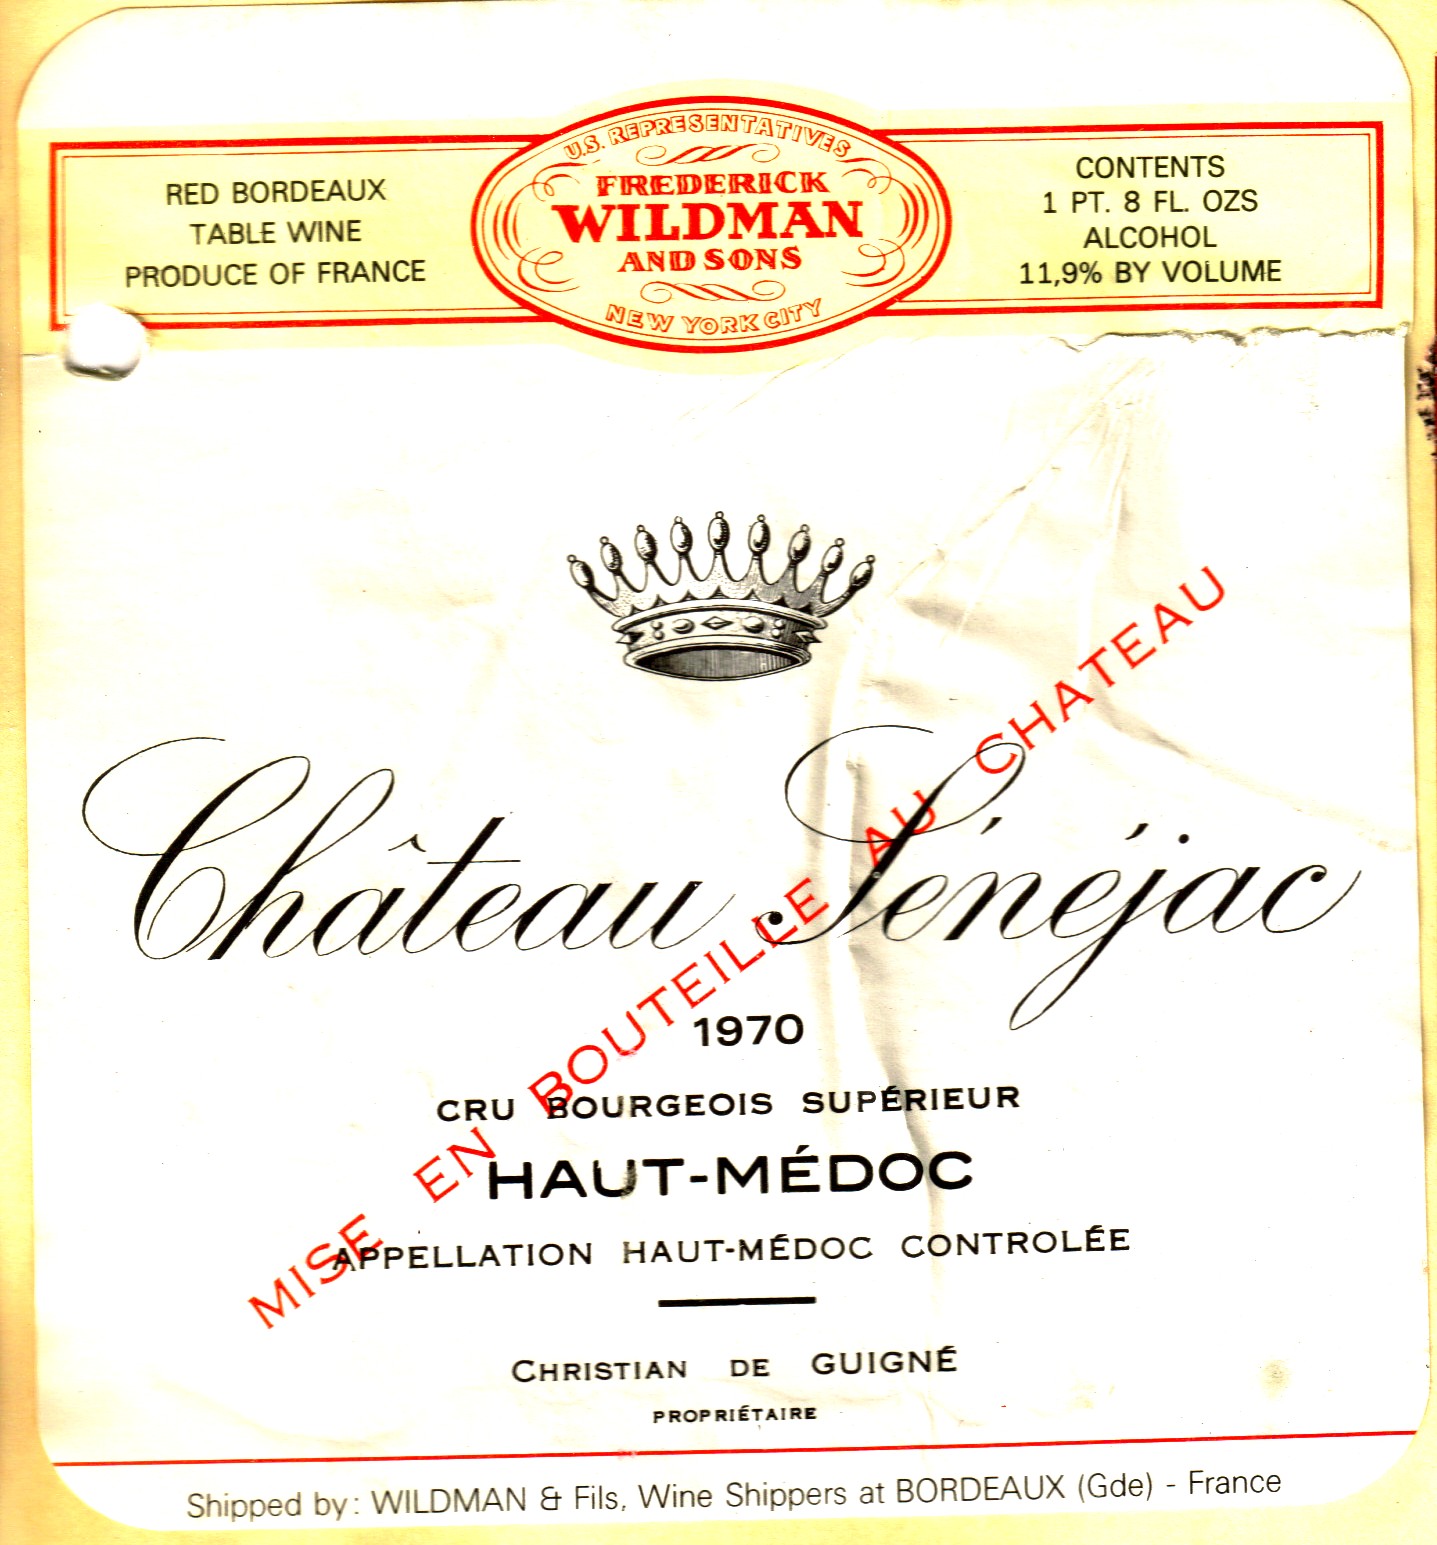 RED BORDEAUX
TABLE WINE
PRODUCE OF FRANCE
U.S. REPRESENTATIVES
FREDERICK
WILDMAN
AND SONS
NEW YORK CITY
CONTENTS
1 PT. 8 FL. OZS
ALCOHOL
11,9% BY VOLUME
MISE EN BOUTEILLE AU CHATEAU
Château Sénéjac
1970
CRU BOURGEOIS SUPÉRIEUR
HAUT-MÉDOC
APPELLATION HAUT-MÉDOC CONTROLÉE
CHRISTIAN DE GUIGNÉ
PROPRIÉTAIRE
Shipped by: WILDMAN & Fils, Wine Shippers at BORDEAUX (Gde) - France